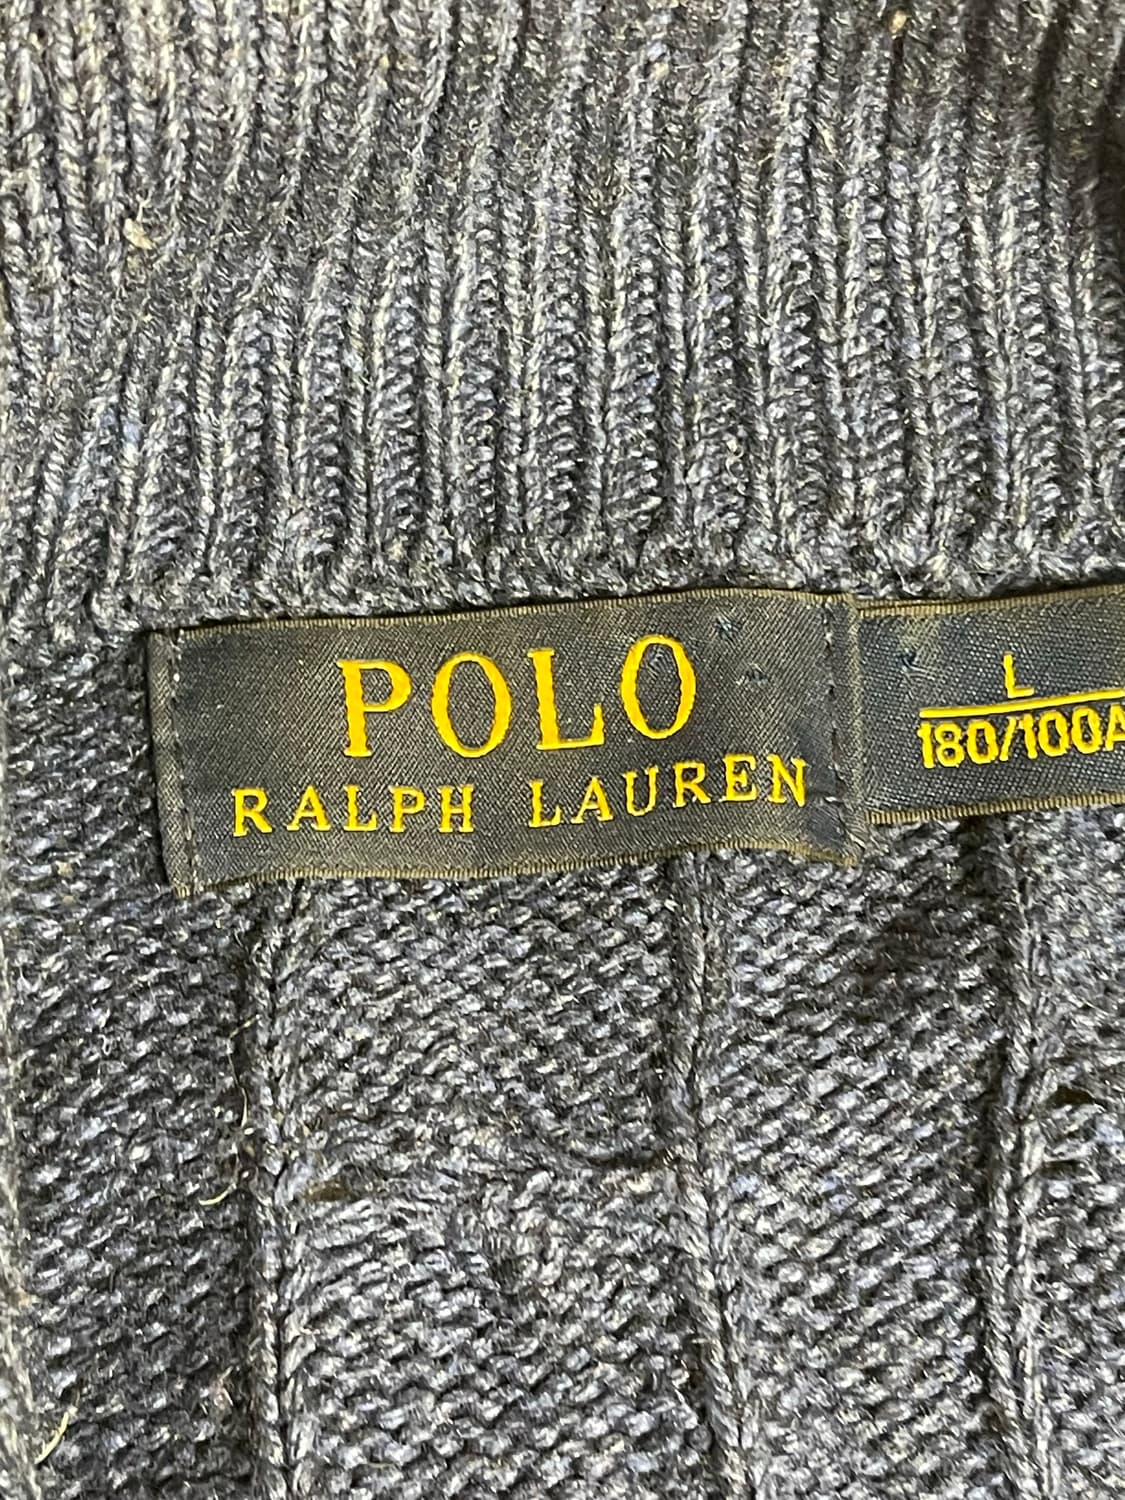 POLO
RALPH LAUREN
L
180/100A